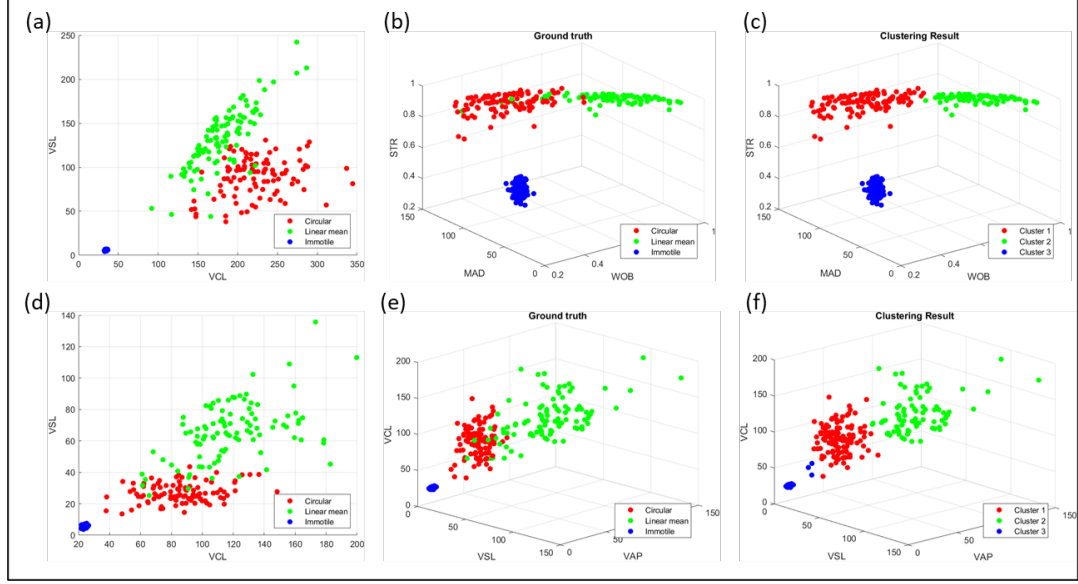 (a)
(b)
(c)
Ground truth
Clustering Result
250
200
150
100
50
0
VSL
0
50
100
150
200
250
300
350
VCL
Circular
Linear mean
Immotile
1
0.8
0.6
0.4
0.2
STR
150
100
50
0
MAD
0.2
0.4
1
WOB
Circular
Linear mean
Immotile
1
0.8
0.6
0.4
0.2
STR
150
100
50
0
MAD
0.2
0.4
1
WOB
Cluster 1
Cluster 2
Cluster 3
(d)
(e)
(f)
Ground truth
Clustering Result
140
120
100
80
60
40
20
0
VSL
20
40
60
80
100
120
140
160
180
200
VCL
Circular
Linear mean
Immotile
200
150
100
50
0
VCL
0
50
100
150
VSL
0
50
150
VAP
Circular
Linear mean
Immotile
200
150
100
50
0
VCL
0
50
100
150
VSL
0
50
150
VAP
Cluster 1
Cluster 2
Cluster 3